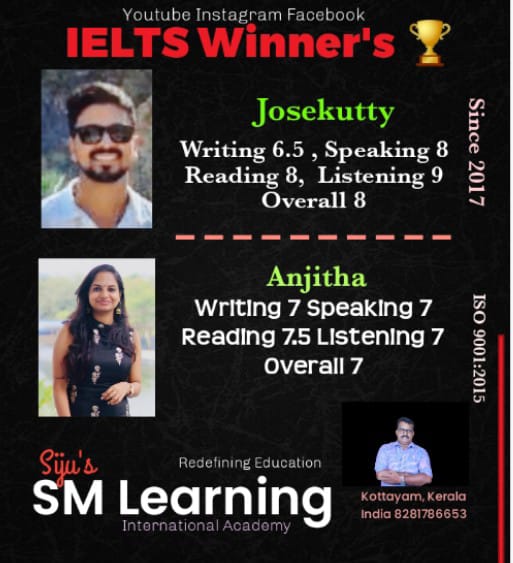 Youtube Instagram Facebook
IELTS Winner's
Josekutty
Writing 6.5 , Speaking 8
Reading 8, Listening 9
Overall 8
Since 2017
Anjitha
Writing 7 Speaking 7
Reading 7.5 Listening 7
Overall 7
ISO 9001:2015
Siju's
Redefining Education
SM Learning
International Academy
Kottayam, Kerala
India 8281786653